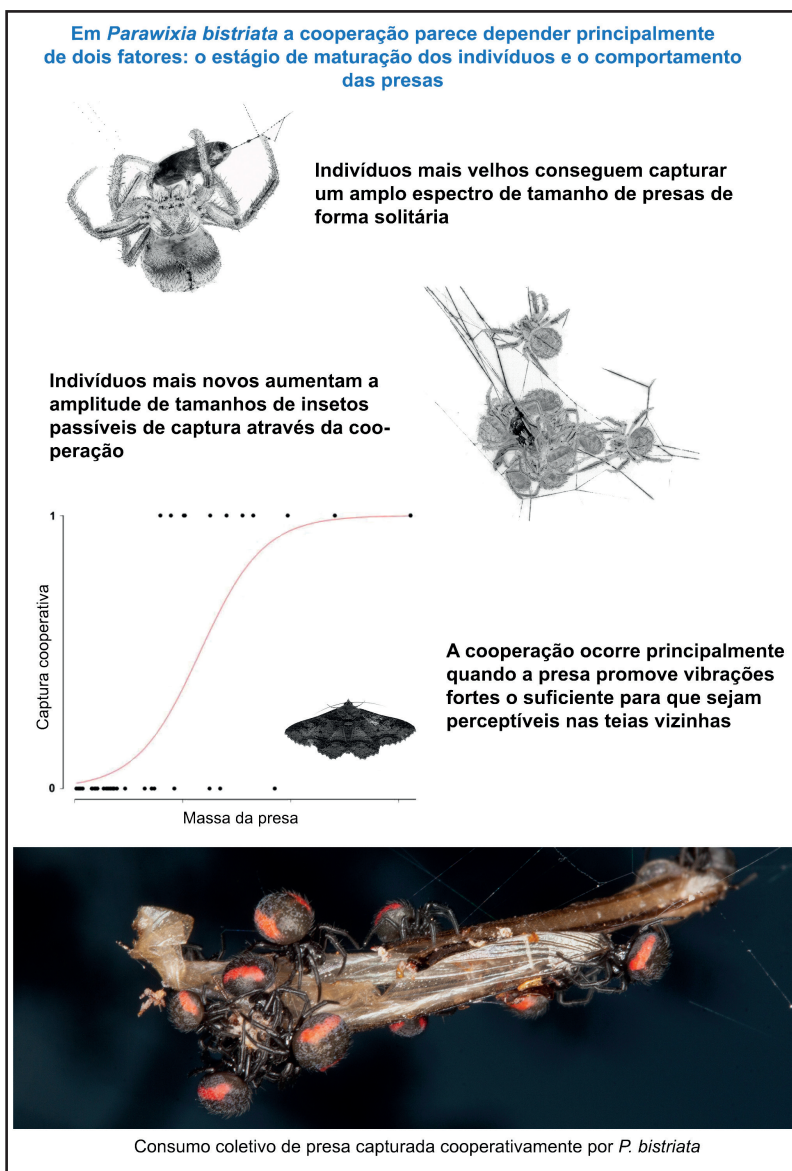 Em Parawixia bistriata a cooperação parece depender principalmente
de dois fatores: o estágio de maturação dos indivíduos e o comportamento
das presas
Indivíduos mais velhos conseguem capturar
um amplo espectro de tamanho de presas de
forma solitária
Indivíduos mais novos aumentam a
amplitude de tamanhos de insetos
passíveis de captura através da coo-
peração
1
Captura cooperativa
0
Massa da presa
A cooperação ocorre principalmente
quando a presa promove vibrações
fortes o suficiente para que sejam
perceptíveis nas teias vizinhas
Consumo coletivo de presa capturada cooperativamente por P. bistriata